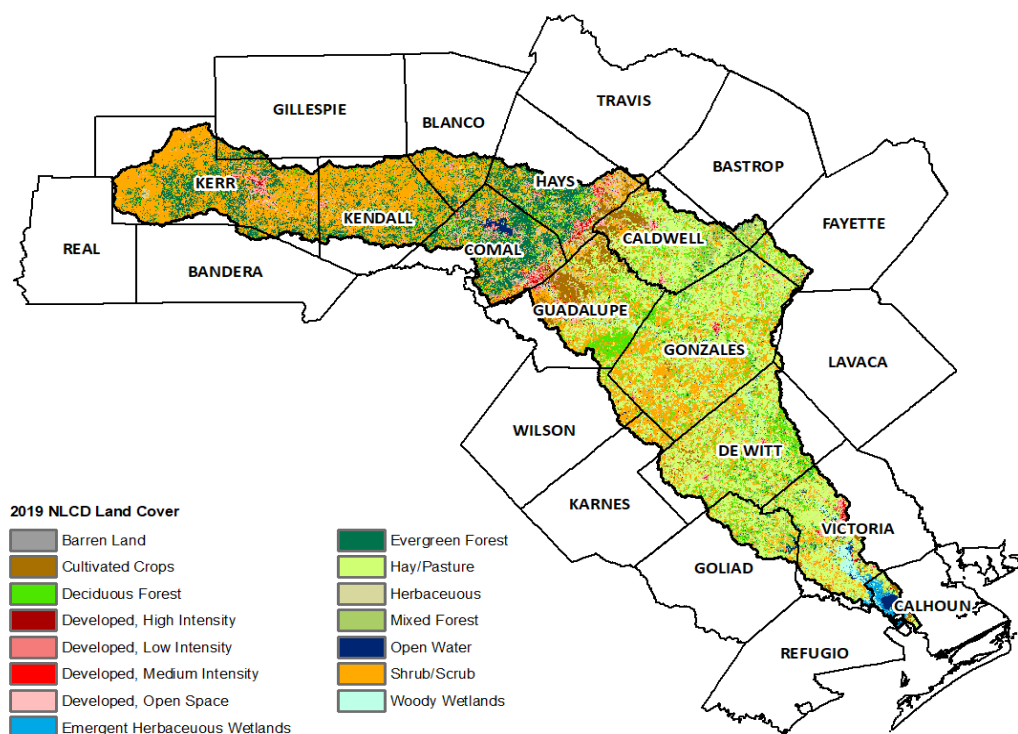 GILLESPIE
TRAVIS
BLANCO
BASTROP
KERR
HAYS
KENDALL
FAYETTE
REAL
CALDWELL
COMAL
BANDERA
GUADALUPE
GONZALES
LAVACA
WILSON
DE WITT
KARNES
VICTORIA
GOLIAD
CALHOUN
REFUGIO
2019 NLCD Land Cover
Barren Land
Cultivated Crops
Deciduous Forest
Developed, High Intensity
Developed, Low Intensity
Developed, Medium Intensity
Developed, Open Space
Emergent Herbaceuous Wetlands
Evergreen Forest
Hay/Pasture
Herbaceous
Mixed Forest
Open Water
Shrub/Scrub
Woody Wetlands